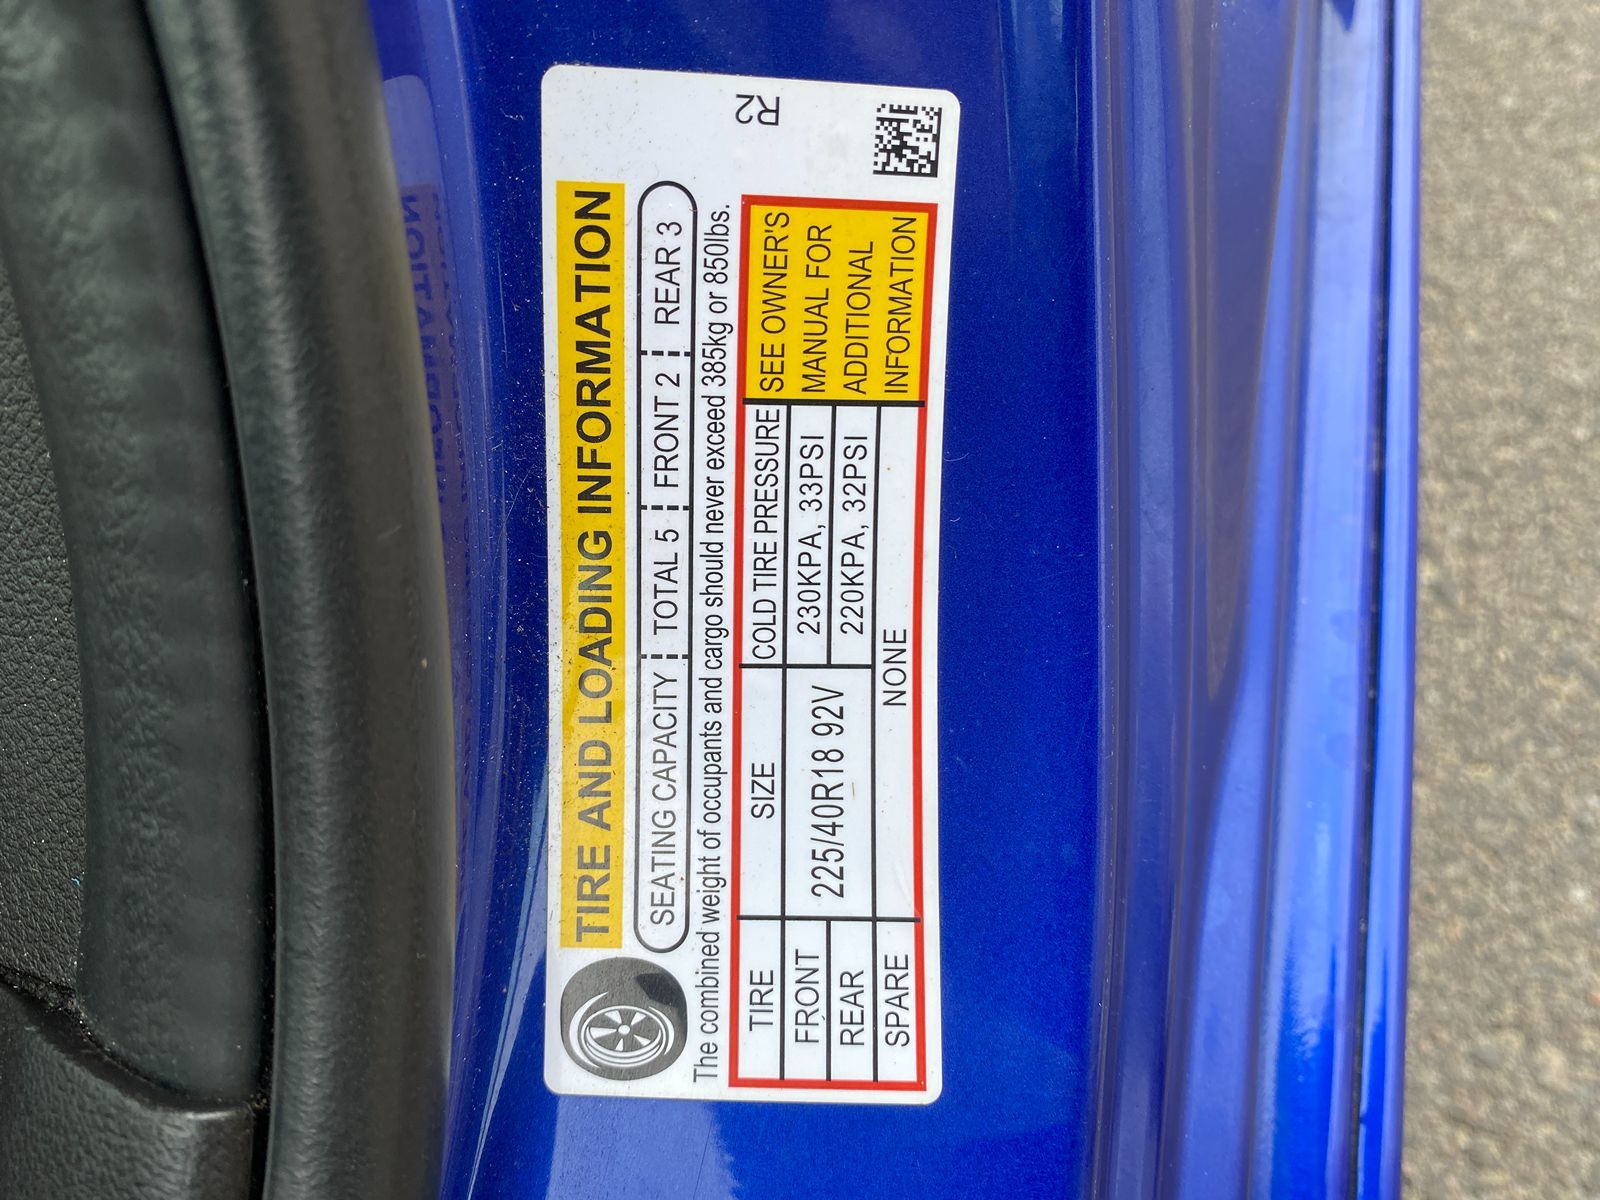 TIRE AND LOADING INFORMATION
SEATING CAPACITY TOTAL 5 FRONT 2 REAR 3
The combined weight of occupants and cargo should never exceed 385kg or 850lbs.
TIRE SIZE COLD TIRE PRESSURE
FRONT 225/40R18 92V 230KPA, 33PSI
REAR 220KPA, 32PSI
SPARE NONE
SEE OWNER'S
MANUAL FOR
ADDITIONAL
INFORMATION
R2